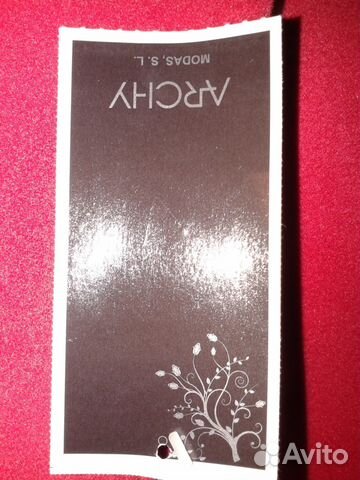 ARCHY
MODAS, S. L.
Avito